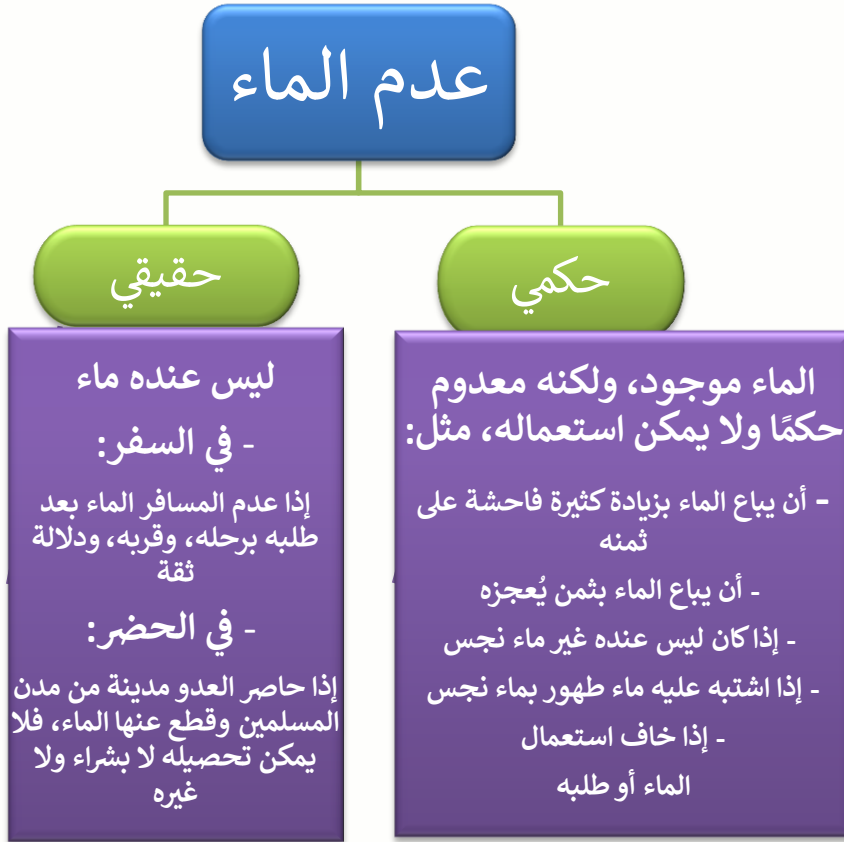 عدم الماء
حكمي
الماء موجود، ولكنه معدوم
حكمًا ولا يمكن استعماله، مثل:
- أن يباع الماء بزيادة كثيرة فاحشة على
ثمنه
- أن يباع الماء بثمن يُعجزه
- إذا كان ليس عنده غير ماء نجس
- إذا اشتبه عليه ماء طهور بماء نجس
- إذا خاف استعمال
الماء أو طلبه
حقيقي
ليس عنده ماء
- في السفر:
إذا عدم المسافر الماء بعد
طلبه برحله، وقربه، ودلالة
ثقة
- في الحضر:
إذا حاصر العدو مدينة من مدن
المسلمين وقطع عنها الماء، فلا
يمكن تحصيله لا بشراء ولا
غيره